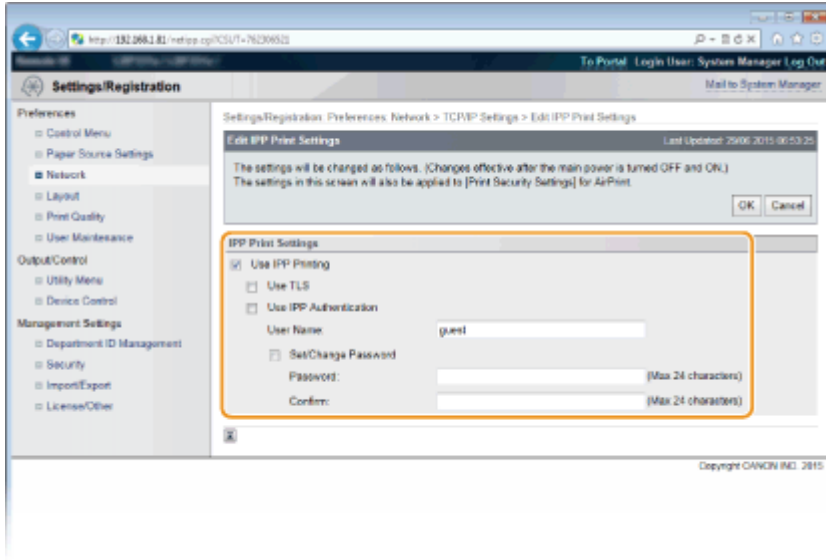 http://192.168.1.81/netipp.cgi?CSUT=762306521
To Portal Login User: System Manager Log Out
Settings/Registration
Mail to System Manager
Preferences
Control Menu
Paper Source Settings
Network
Layout
Print Quality
User Maintenance
Output/Control
Utility Menu
Device Control
Management Settings
Department ID Management
Security
Import/Export
License/Other
Settings/Registration: Preferences: Network > TCP/IP Settings > Edit IPP Print Settings
Edit IPP Print Settings
Last Updated: 29/06 2015 06:53:25
The settings will be changed as follows. (Changes effective after the main power is turned OFF and ON.)
The settings in this screen will also be applied to [Print Security Settings] for AirPrint.
OK Cancel
IPP Print Settings
Use IPP Printing
Use TLS
Use IPP Authentication
User Name: guest
Set/Change Password
Password: (Max 24 characters)
Confirm: (Max 24 characters)
Copyright CANON INC. 2015